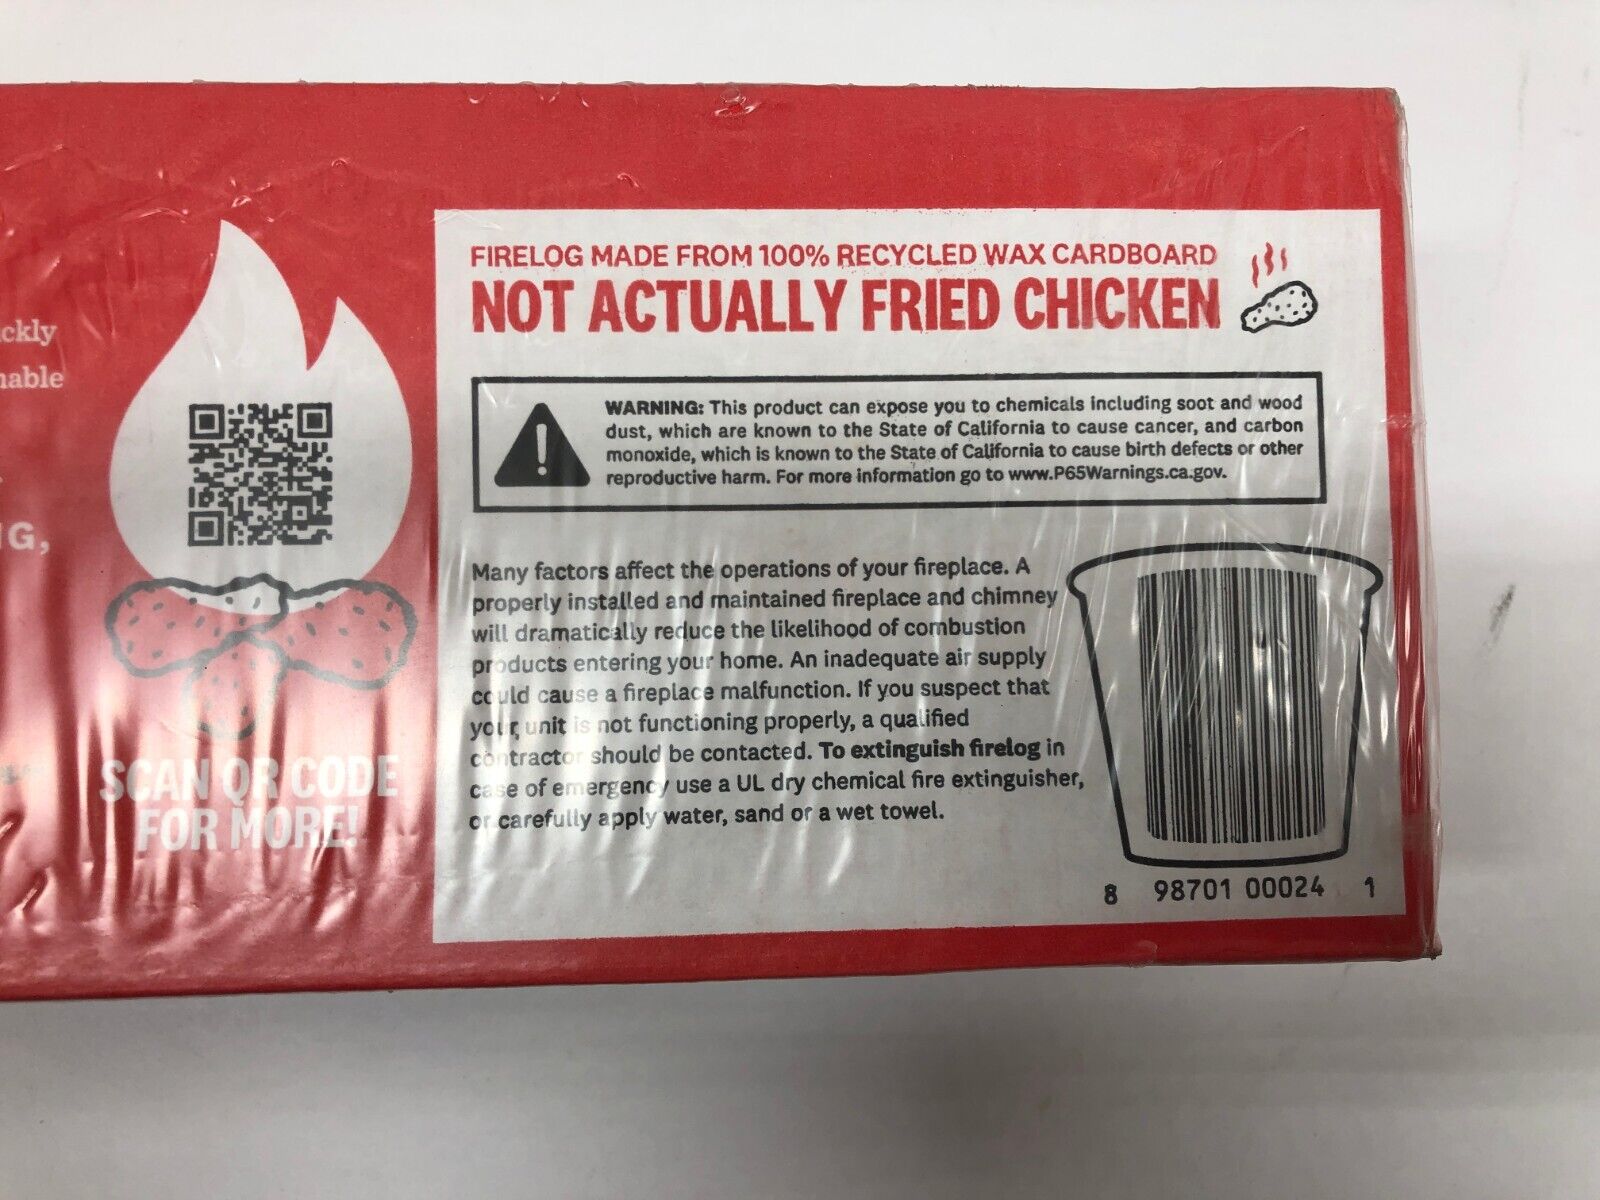 ckly
nable
G,
SCAN QR CODE
FOR MORE!
FIRELOG MADE FROM 100% RECYCLED WAX CARDBOARD
NOT ACTUALLY FRIED CHICKEN
WARNING: This product can expose you to chemicals including soot and wood
dust, which are known to the State of California to cause cancer, and carbon
monoxide, which is known to the State of California to cause birth defects or other
reproductive harm. For more information go to www.P65Warnings.ca.gov.
Many factors affect the operations of your fireplace. A
properly installed and maintained fireplace and chimney
will dramatically reduce the likelihood of combustion
products entering your home. An inadequate air supply
could cause a fireplace malfunction. If you suspect that
your unit is not functioning properly, a qualified
contractor should be contacted. To extinguish firelog in
case of emergency use a UL dry chemical fire extinguisher,
or carefully apply water, sand or a wet towel.
8 98701 00024 1